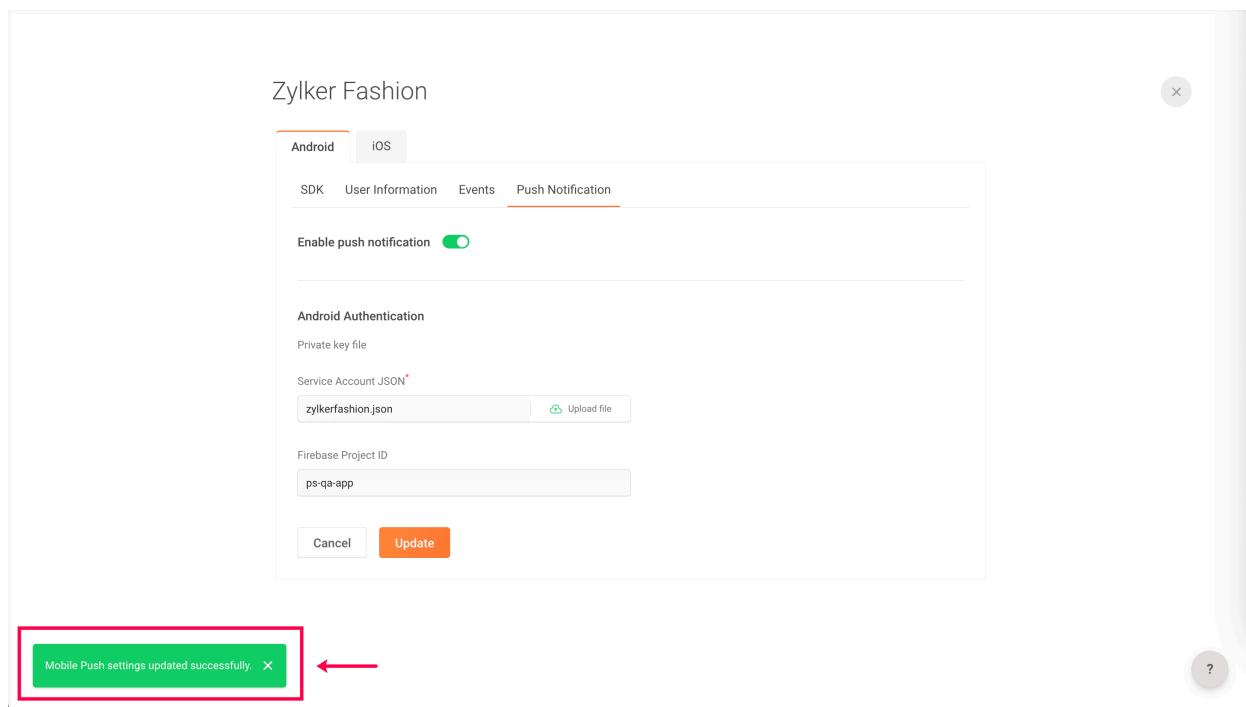 Zylker Fashion
Android iOS
SDK User Information Events Push Notification
Enable push notification
Android Authentication
Private key file
Service Account JSON*
zylkerfashion.json Upload file
Firebase Project ID
ps-qa-app
Cancel Update
Mobile Push settings updated successfully.
?